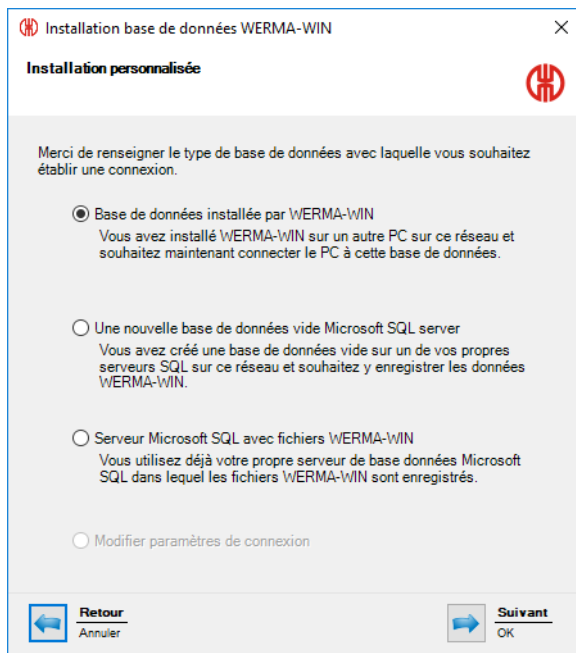 Installation base de données WERMA-WIN
Installation personnalisée
Merci de renseigner le type de base de données avec laquelle vous souhaitez
établir une connexion.
Base de données installée par WERMA-WIN
Vous avez installé WERMA-WIN sur un autre PC sur ce réseau et
souhaitez maintenant connecter le PC à cette base de données.
Une nouvelle base de données vide Microsoft SQL server
Vous avez créé une base de données vide sur un de vos propres
serveurs SQL sur ce réseau et souhaitez y enregistrer les données
WERMA-WIN.
Serveur Microsoft SQL avec fichiers WERMA-WIN
Vous utilisez déjà votre propre serveur de base données Microsoft
SQL dans lequel les fichiers WERMA-WIN sont enregistrés.
Modifier paramètres de connexion
Retour
Annuler
Suivant
OK